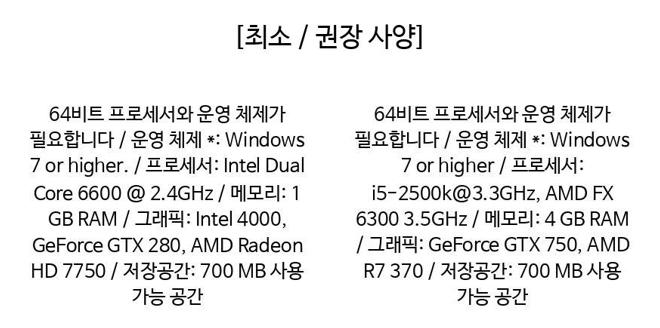 [최소 / 권장 사양]
64비트 프로세서와 운영 체제가
필요합니다 / 운영 체제 *: Windows
7 or higher. / 프로세서: Intel Dual
Core 6600 @ 2.4GHz / 메모리: 1
GB RAM / 그래픽: Intel 4000,
GeForce GTX 280, AMD Radeon
HD 7750 / 저장공간: 700 MB 사용
가능 공간
64비트 프로세서와 운영 체제가
필요합니다 / 운영 체제 *: Windows
7 or higher / 프로세서:
i5-2500k@3.3GHz, AMD FX
6300 3.5GHz / 메모리: 4 GB RAM
/ 그래픽: GeForce GTX 750, AMD
R7 370 / 저장공간: 700 MB 사용
가능 공간